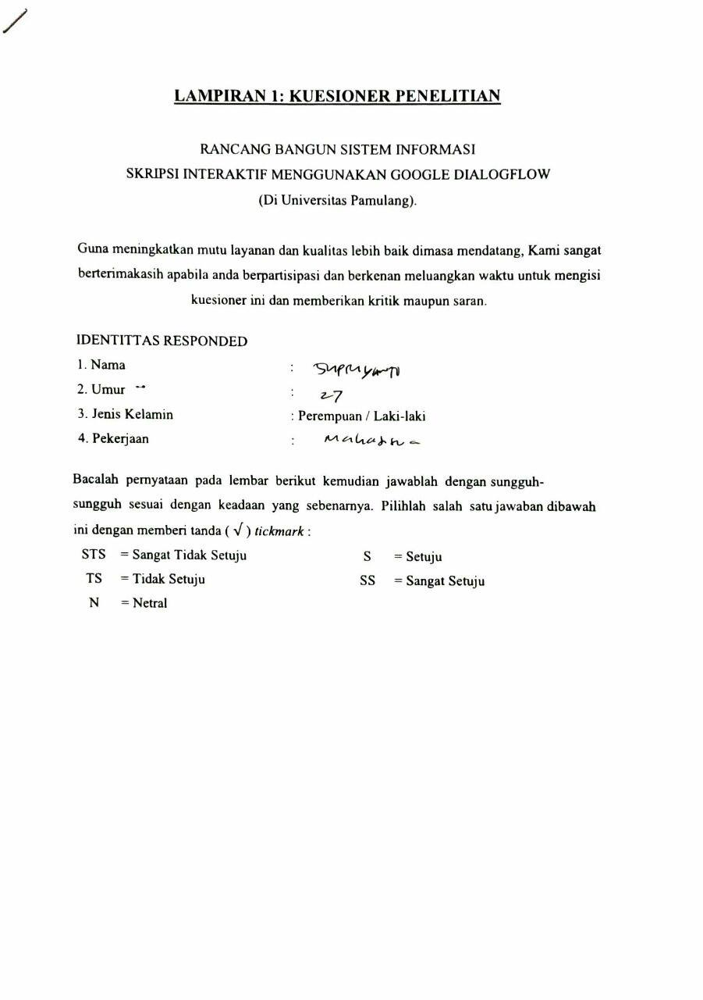 LAMPIRAN 1: KUESIONER PENELITIAN
RANCANG BANGUN SISTEM INFORMASI
SKRIPSI INTERAKTIF MENGGUNAKAN GOOGLE DIALOGFLOW
(Di Universitas Pamulang).
Guna meningkatkan mutu layanan dan kualitas lebih baik dimasa mendatang, Kami sangat
berterimakasih apabila anda berpartisipasi dan berkenan meluangkan waktu untuk mengisi
kuesioner ini dan memberikan kritik maupun saran.
IDENTITTAS RESPONDED
1. Nama :
2. Umur : 27
3. Jenis Kelamin : Perempuan / Laki-laki
4. Pekerjaan :
Bacalah pernyataan pada lembar berikut kemudian jawablah dengan sungguh-
sungguh sesuai dengan keadaan yang sebenarnya. Pilihlah salah satu jawaban dibawah
ini dengan memberi tanda ( √ ) tickmark :
STS = Sangat Tidak Setuju S = Setuju
TS = Tidak Setuju SS = Sangat Setuju
N = Netral